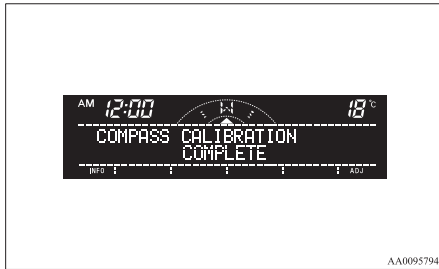 AM 12:00 18°C
COMPASS CALIBRATION
COMPLETE
INFO ADJ
AA0095794